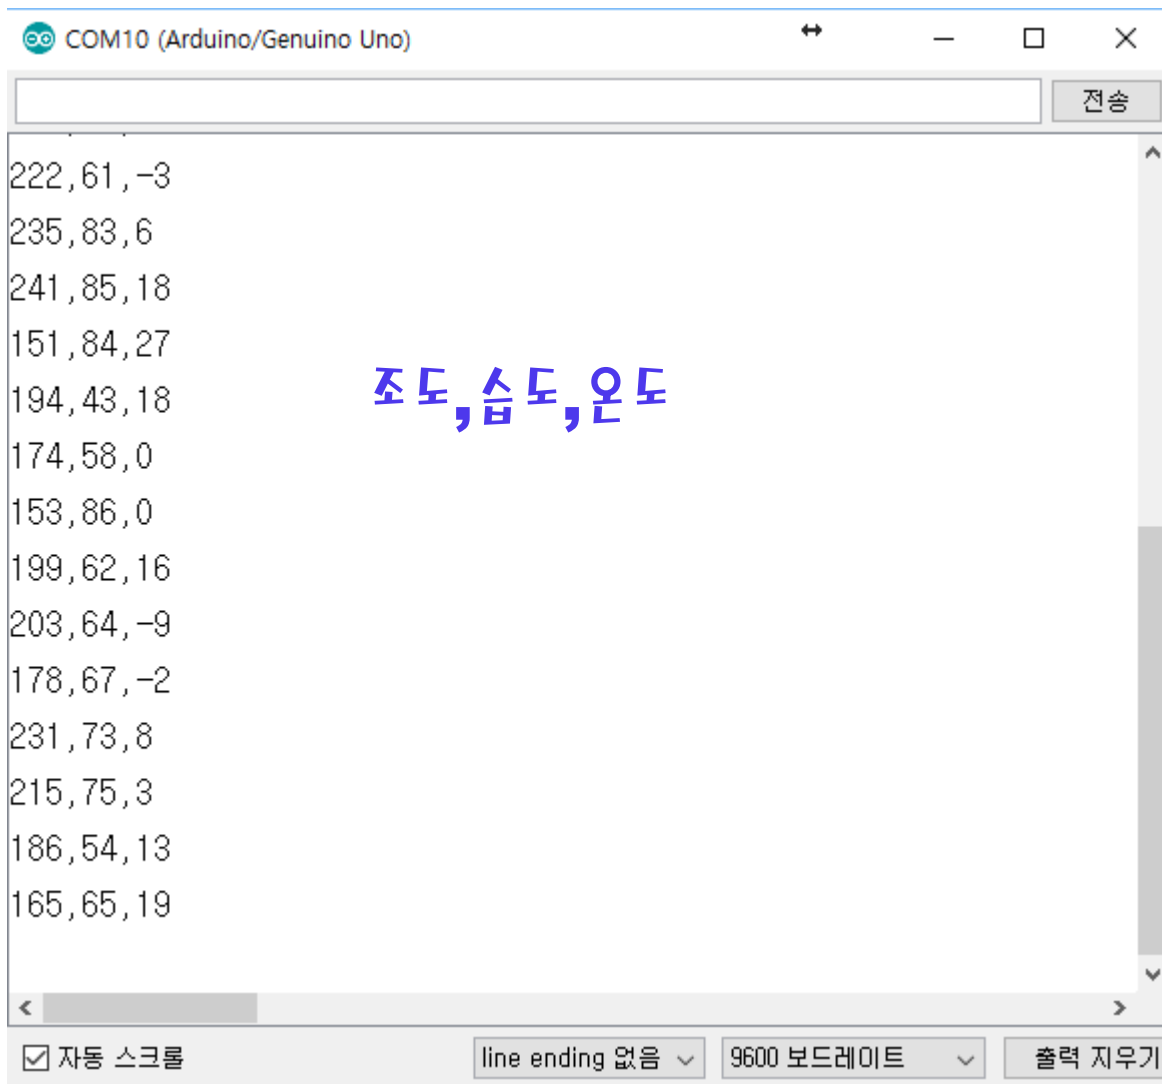 COM10 (Arduino/Genuino Uno)
전송
222,61,-3
235,83,6
241,85,18
151,84,27
194,43,18
조도,습도,온도
174,58,0
153,86,0
199,62,16
203,64,-9
178,67,-2
231,73,8
215,75,3
186,54,13
165,65,19
자동 스크롤
line ending 없음
9600 보드레이트
출력 지우기